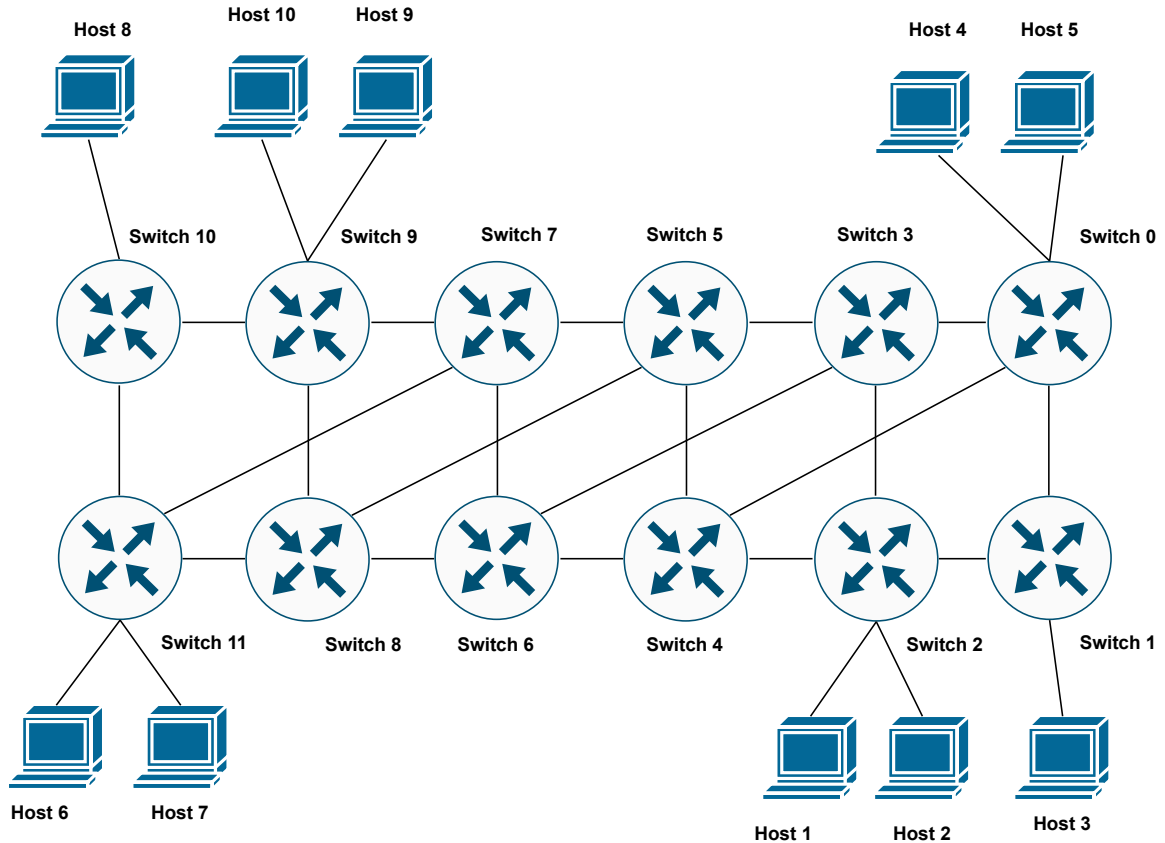 Host 8
Host 10
Host 9
Host 4
Host 5
Switch 10
Switch 9
Switch 7
Switch 5
Switch 3
Switch 0
Switch 11
Switch 8
Switch 6
Switch 4
Switch 2
Switch 1
Host 6
Host 7
Host 1
Host 2
Host 3